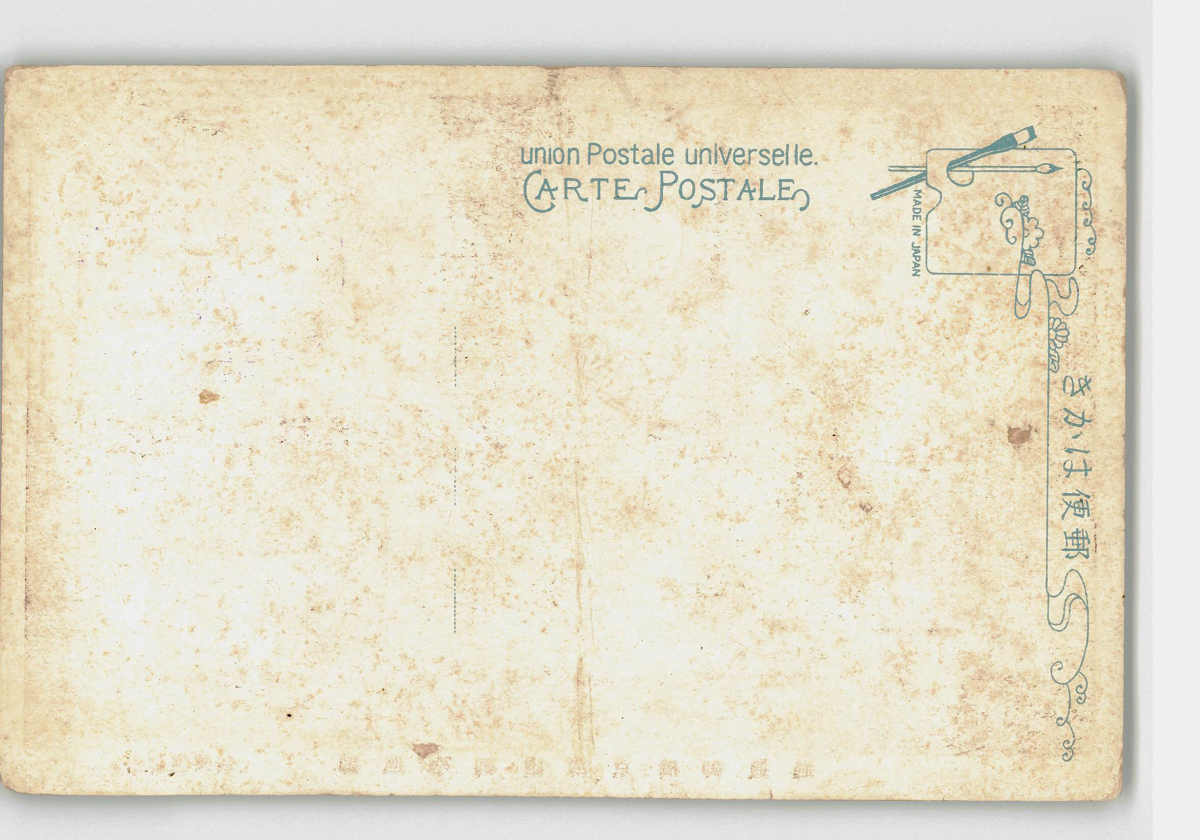 union Postale universelle.
CARTE POSTALE
MADE IN JAPAN
きかは便郵